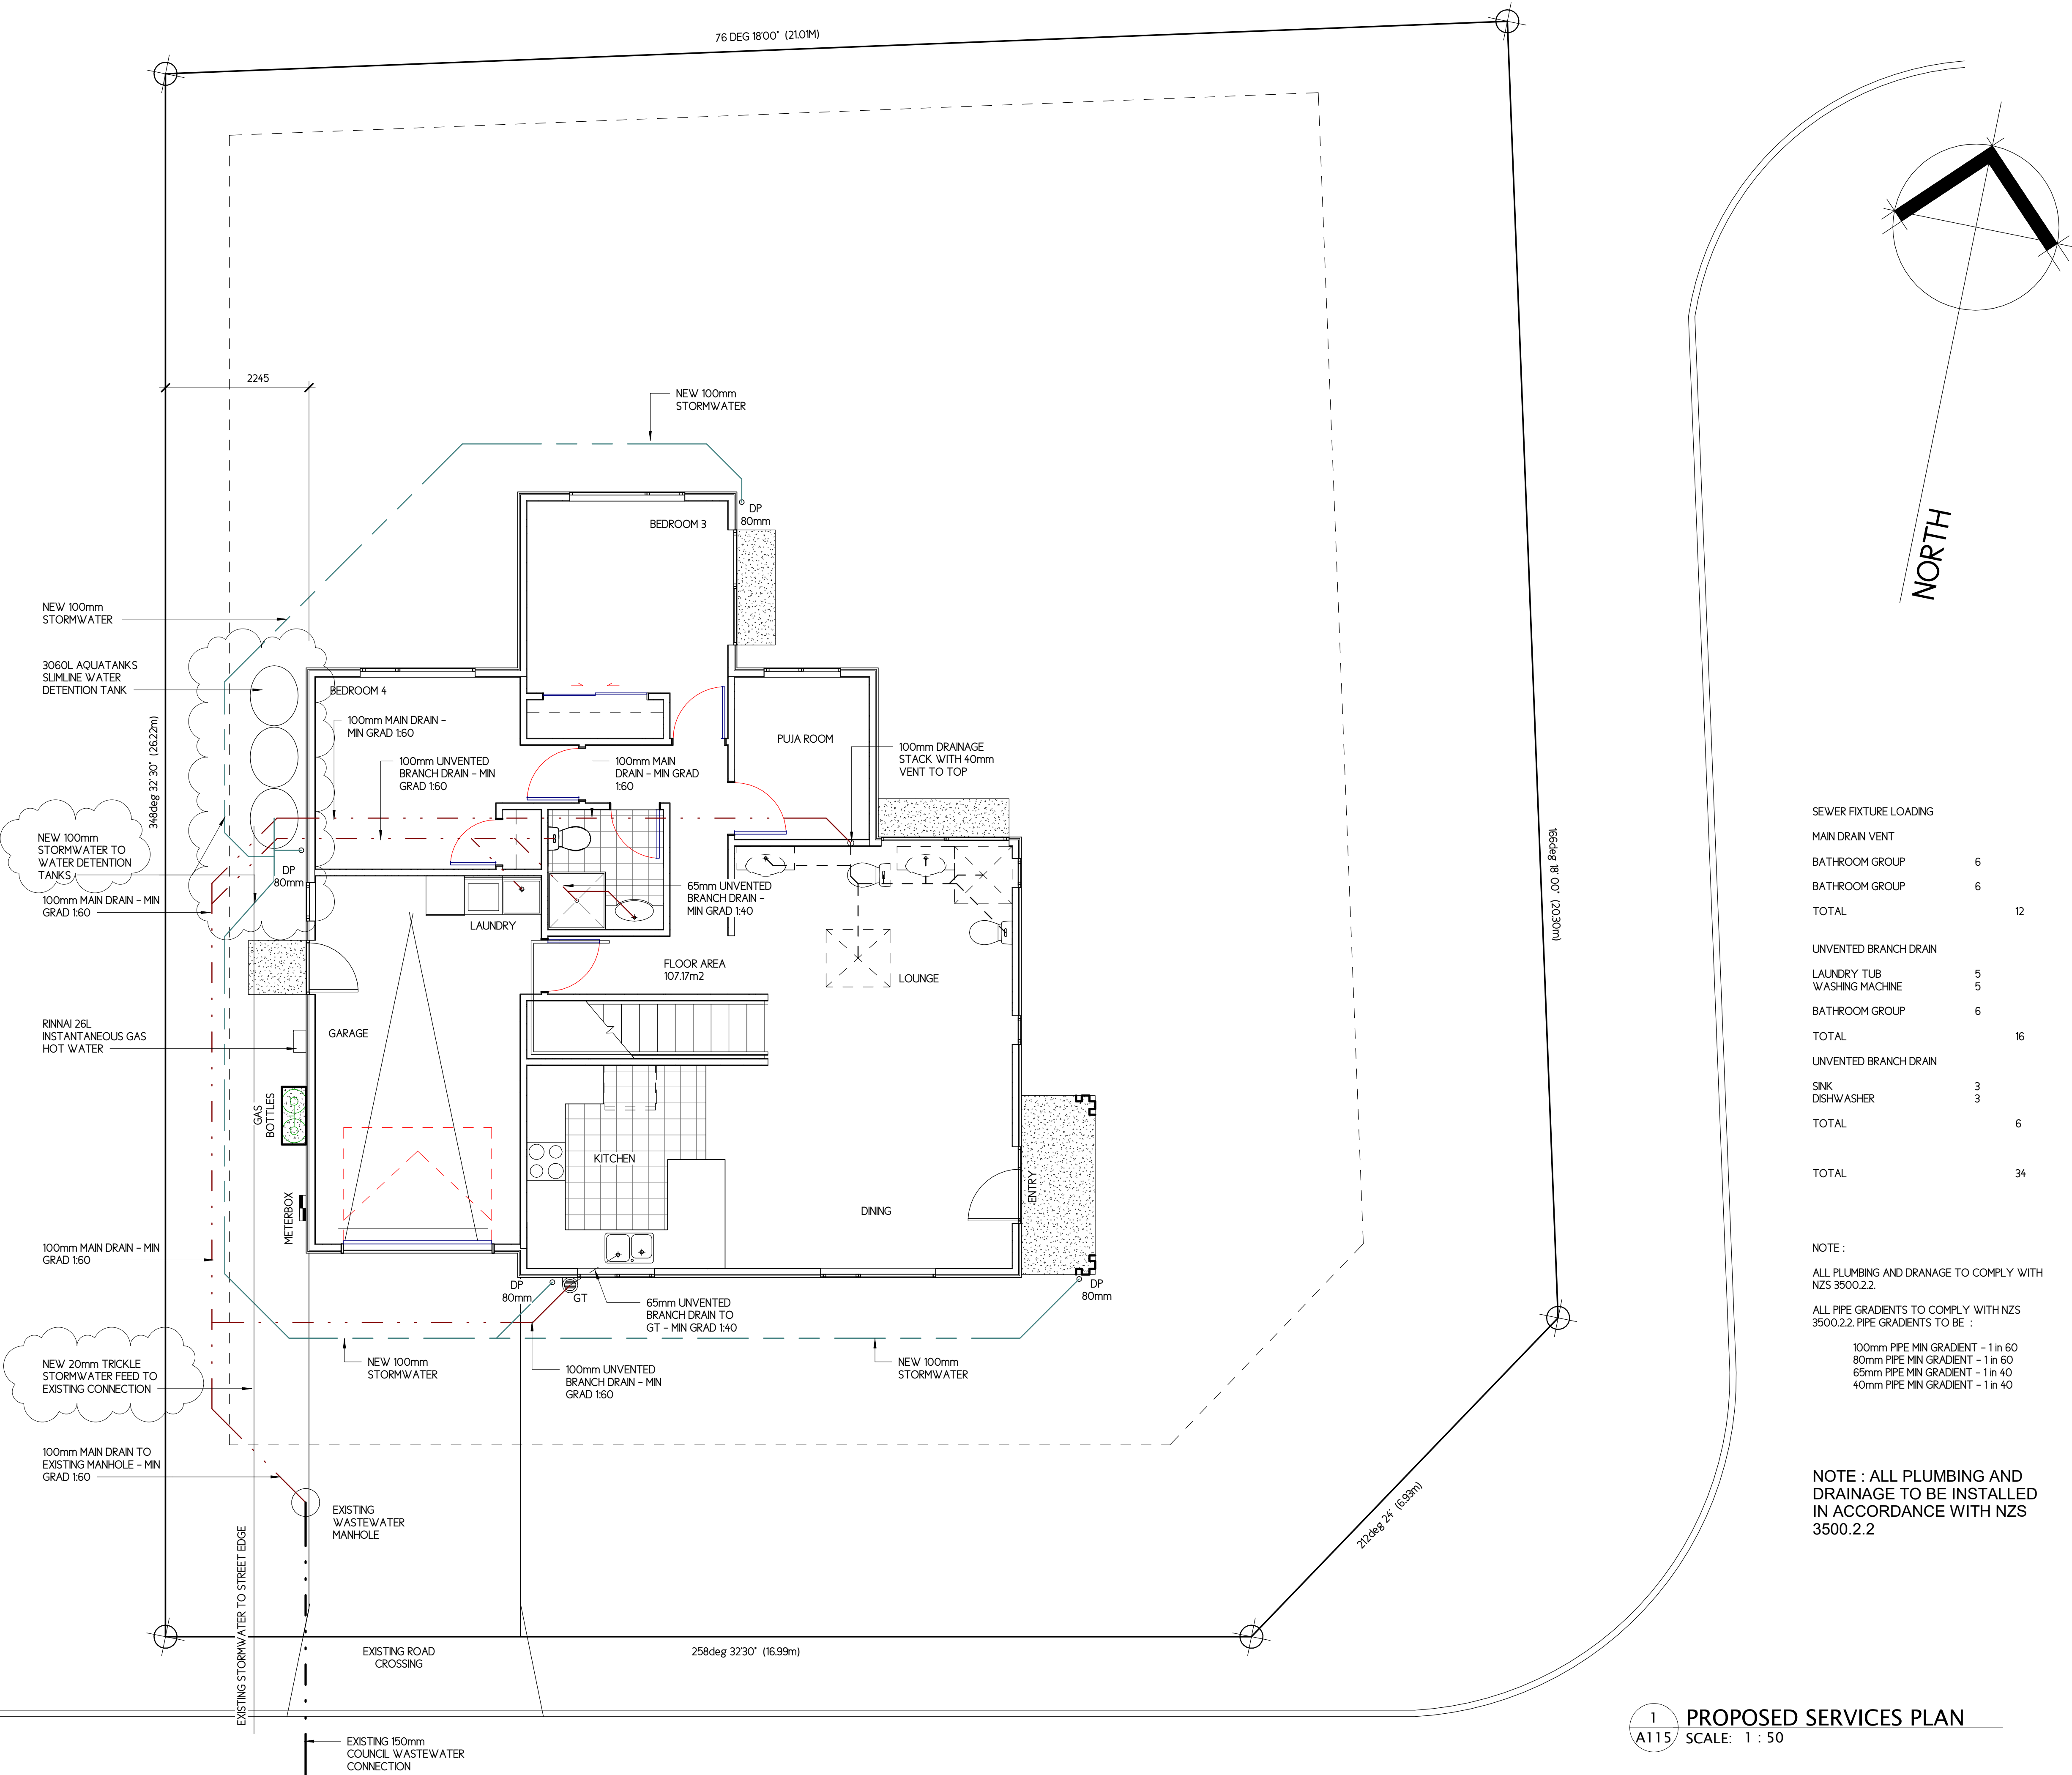 76 DEG 18'00" (21.01M)
2245
NEW 100mm
STORMWATER
DP
80mm
BEDROOM 3
NORTH
NEW 100mm
STORMWATER
3060L AQUATANKS
SLIMLINE WATER
DETENTION TANK
BEDROOM 4
100mm MAIN DRAIN -
MIN GRAD 1:60
100mm UNVENTED
BRANCH DRAIN - MIN
GRAD 1:60
100mm MAIN
DRAIN - MIN GRAD
1:60
PUJA ROOM
100mm DRAINAGE
STACK WITH 40mm
VENT TO TOP
348deg 32' 30" (26.22m)
166deg 18' 00" (20.30m)
NEW 100mm
STORMWATER TO
WATER DETENTION
TANKS
DP
80mm
100mm MAIN DRAIN - MIN
GRAD 1:60
65mm UNVENTED
BRANCH DRAIN -
MIN GRAD 1:40
LAUNDRY
FLOOR AREA
107.17m2
LOUNGE
RINNAI 26L
INSTANTANEOUS GAS
HOT WATER
GARAGE
GAS
BOTTLES
KITCHEN
METERBOX
ENTRY
DINING
100mm MAIN DRAIN - MIN
GRAD 1:60
DP
80mm
GT
65mm UNVENTED
BRANCH DRAIN TO
GT - MIN GRAD 1:40
DP
80mm
NEW 20mm TRICKLE
STORMWATER FEED TO
EXISTING CONNECTION
NEW 100mm
STORMWATER
100mm UNVENTED
BRANCH DRAIN - MIN
GRAD 1:60
NEW 100mm
STORMWATER
100mm MAIN DRAIN TO
EXISTING MANHOLE - MIN
GRAD 1:60
EXISTING
WASTEWATER
MANHOLE
212deg 24' (6.93m)
EXISTING STORMWATER TO STREET EDGE
EXISTING ROAD
CROSSING
258deg 32'30" (16.99m)
EXISTING 150mm
COUNCIL WASTEWATER
CONNECTION
SEWER FIXTURE LOADING
MAIN DRAIN VENT
BATHROOM GROUP 6
BATHROOM GROUP 6
TOTAL 12
UNVENTED BRANCH DRAIN
LAUNDRY TUB 5
WASHING MACHINE 5
BATHROOM GROUP 6
TOTAL 16
UNVENTED BRANCH DRAIN
SINK 3
DISHWASHER 3
TOTAL 6
TOTAL 34
NOTE :
ALL PLUMBING AND DRANAGE TO COMPLY WITH
NZS 3500.2.2.
ALL PIPE GRADIENTS TO COMPLY WITH NZS
3500.2.2. PIPE GRADIENTS TO BE :
100mm PIPE MIN GRADIENT - 1 in 60
80mm PIPE MIN GRADIENT - 1 in 60
65mm PIPE MIN GRADIENT - 1 in 40
40mm PIPE MIN GRADIENT - 1 in 40
NOTE : ALL PLUMBING AND
DRAINAGE TO BE INSTALLED
IN ACCORDANCE WITH NZS
3500.2.2
1
A115
PROPOSED SERVICES PLAN
SCALE: 1 : 50